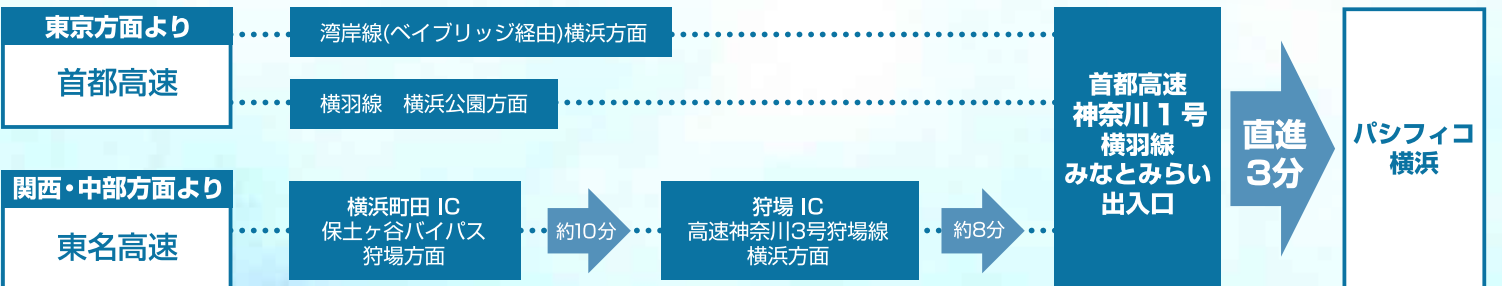 東京方面より
首都高速
湾岸線(ベイブリッジ経由)横浜方面
横羽線　横浜公園方面
関西・中部方面より
東名高速
横浜町田 IC
保土ヶ谷バイパス
狩場方面
約10分
狩場 IC
高速神奈川3号狩場線
横浜方面
約8分
首都高速
神奈川 1 号
横羽線
みなとみらい
出入口
直進
3分
パシフィコ
横浜